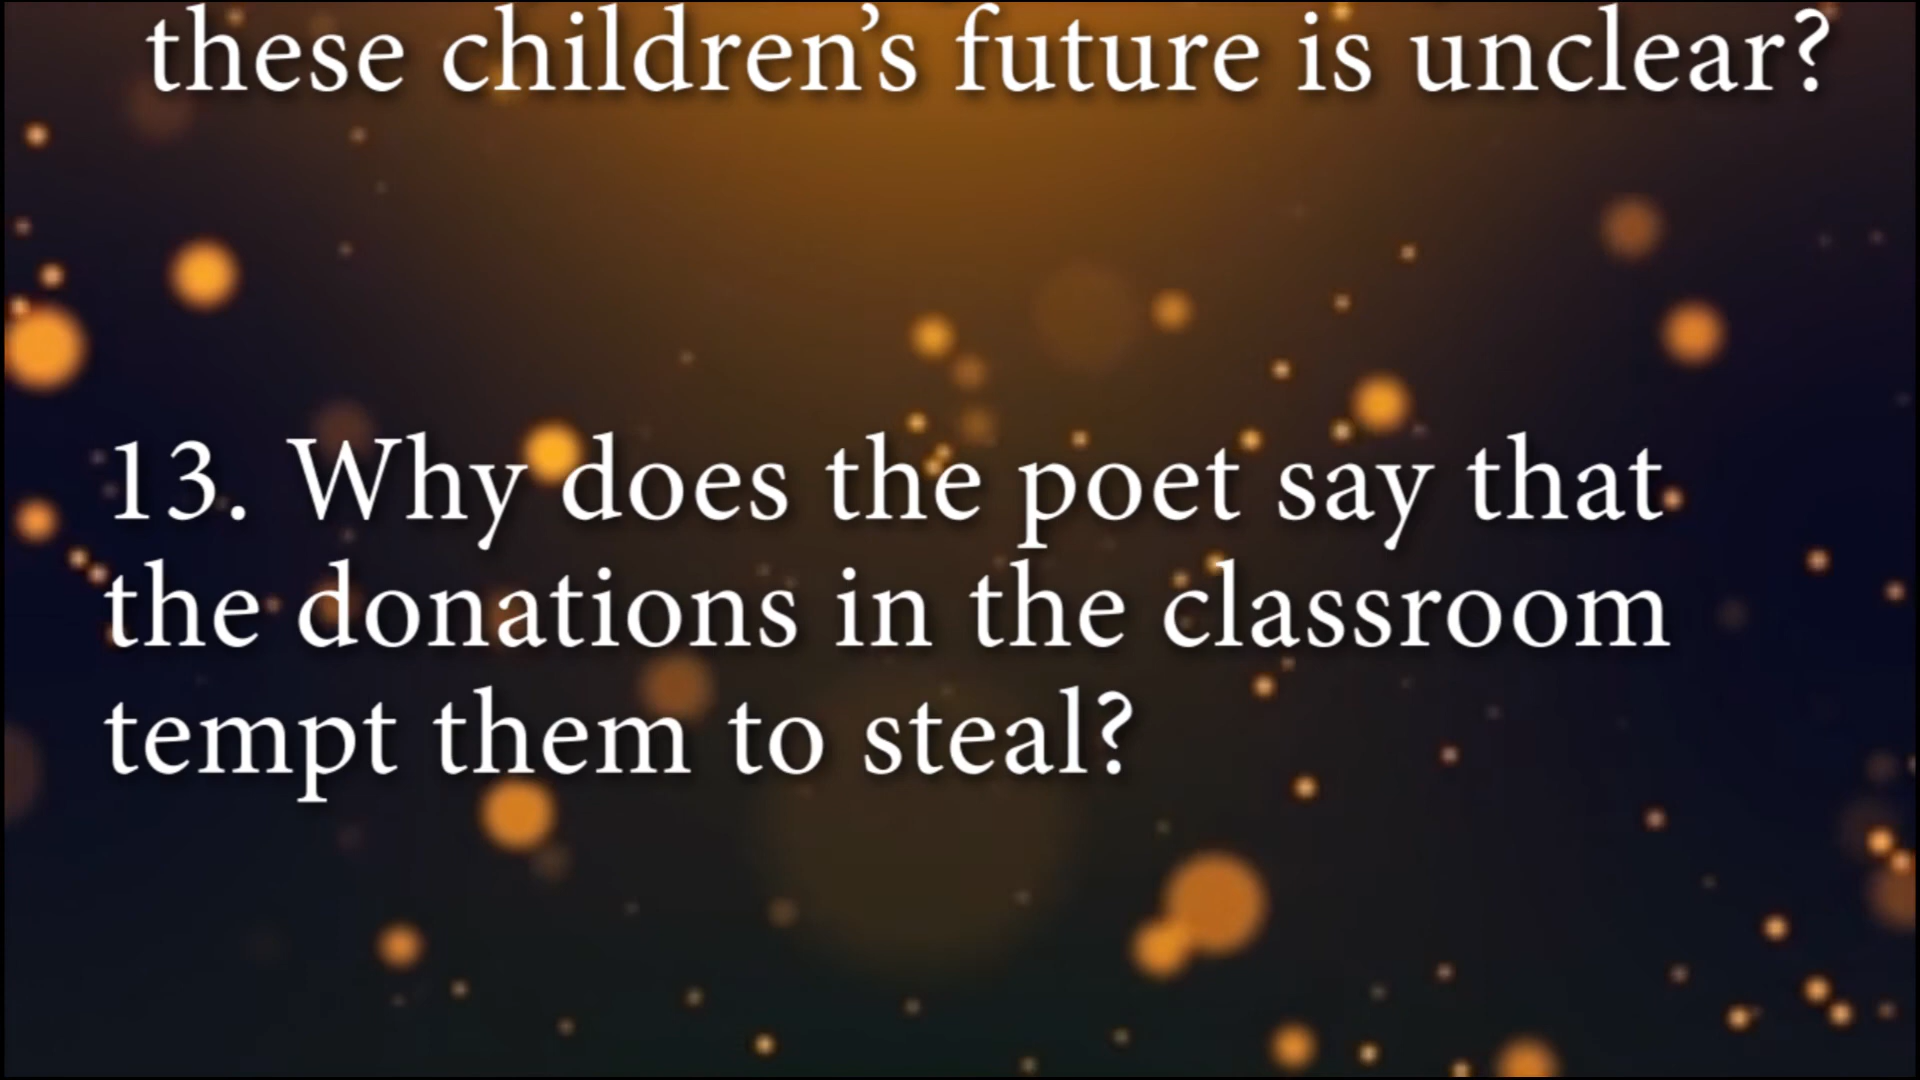 these children’s future is unclear?
13. Why does the poet say that
the donations in the classroom
tempt them to steal?